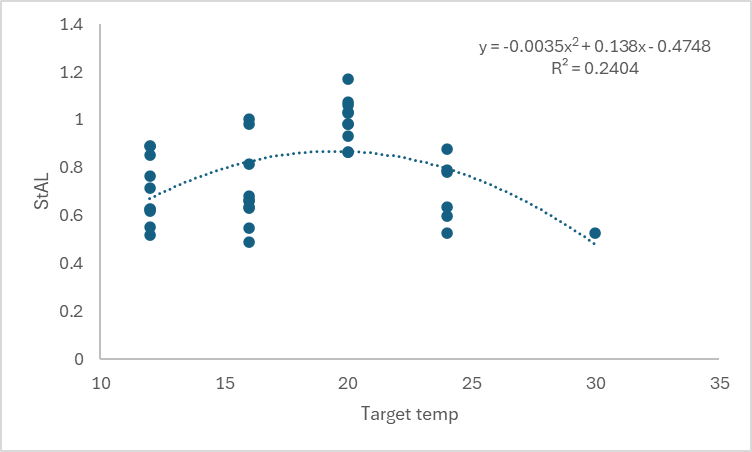 1.4
y = -0.0035x² + 0.138x - 0.4748
R² = 0.2404
1.2
1
0.8
0.6
0.4
0.2
0
StAL
10 15 20 25 30 35
Target temp